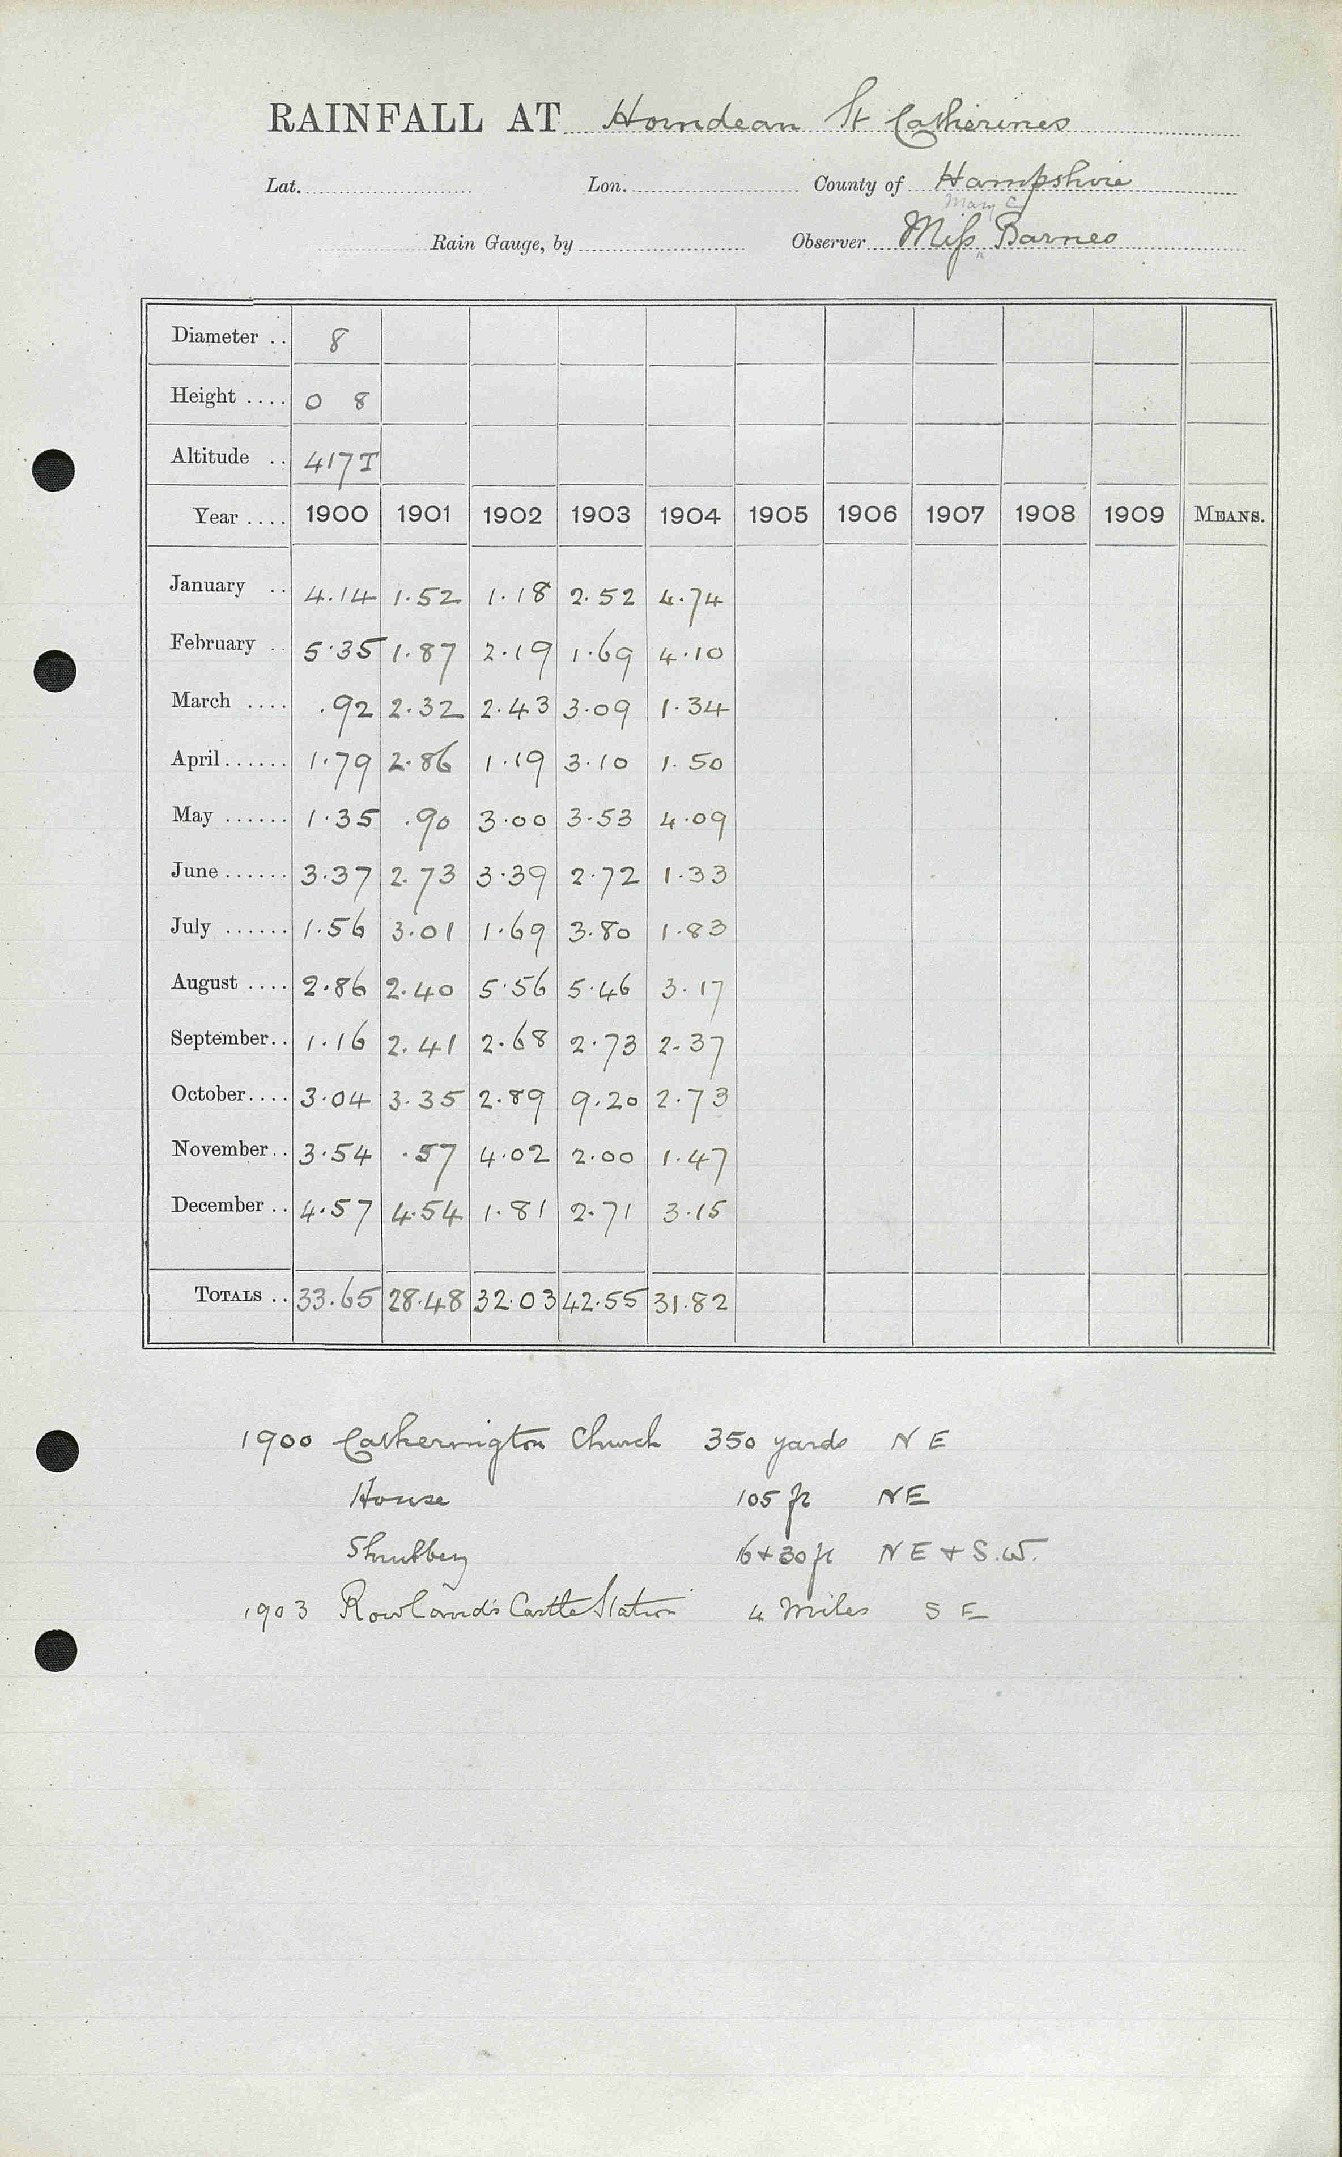 RAINFALL AT Horndean St Catherines
Lat. Lon. County of Hampshire
Mary C
Rain Gauge, by Observer Miss ^ Barnes
Diameter .. 8
Height .... 0 8
Altitude .. 417T
Year .... 1900 1901 1902 1903 1904 1905 1906 1907 1908 1909 MEANS.
January .. 4.14 1.52 1.18 2.52 4.74
February .. 5.35 1.87 2.19 1.69 4.10
March .... .92 2.32 2.43 3.09 1.34
April...... 1.79 2.86 1.19 3.10 1.50
May ...... 1.35 .90 3.00 3.53 4.09
June...... 3.37 2.73 3.39 2.72 1.33
July ...... 1.56 3.01 1.69 3.80 1.83
August .... 2.86 2.40 5.56 5.46 3.17
September.. 1.16 2.41 2.68 2.73 2.37
October.... 3.04 3.35 2.89 9.20 2.73
November.. 3.54 .57 4.02 2.00 1.47
December .. 4.57 4.54 1.81 2.71 3.15
TOTALS .. 33.65 28.48 32.03 42.55 31.82
1900 Catherington Church 350 yards N E
House 105 ft NE
Shrubbery 16 + 30 ft N E + S.W.
1903 Rowland's Castle Station 4 Miles S E